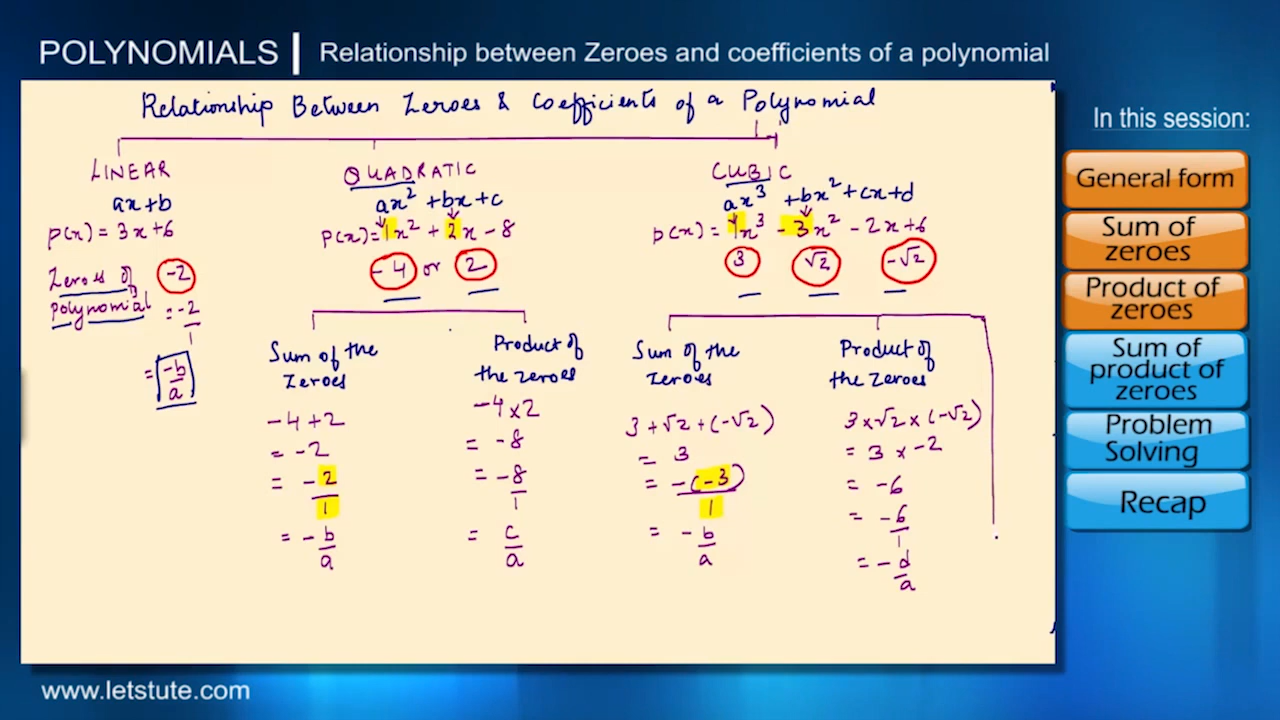 POLYNOMIALS | Relationship between Zeroes and coefficients of a polynomial
Relationship Between Zeroes & Coefficients of a Polynomial
LINEAR
ax+b
p(x) = 3x+6
Zeroes of -2
polynomial = -2/1
= -b/a
QUADRATIC
ax² + bx + c
p(x) = 1x² + 2x - 8
-4 or 2
Sum of the
zeroes
-4 + 2
= -2
= -2/1
= -b/a
Product of
the zeroes
-4 × 2
= -8
= -8/1
= c/a
CUBIC
ax³ + bx² + cx + d
p(x) = 1x³ - 3x² - 2x + 6
3 √2 -√2
Sum of the
zeroes
3 + √2 + (-√2)
= 3
= -(-3)/1
= -b/a
Product of
the zeroes
3 × √2 × (-√2)
= 3 × -2
= -6
= -6/1
= -d/a
In this session:
General form
Sum of
zeroes
Product of
zeroes
Sum of
product of
zeroes
Problem
Solving
Recap
www.letstute.com